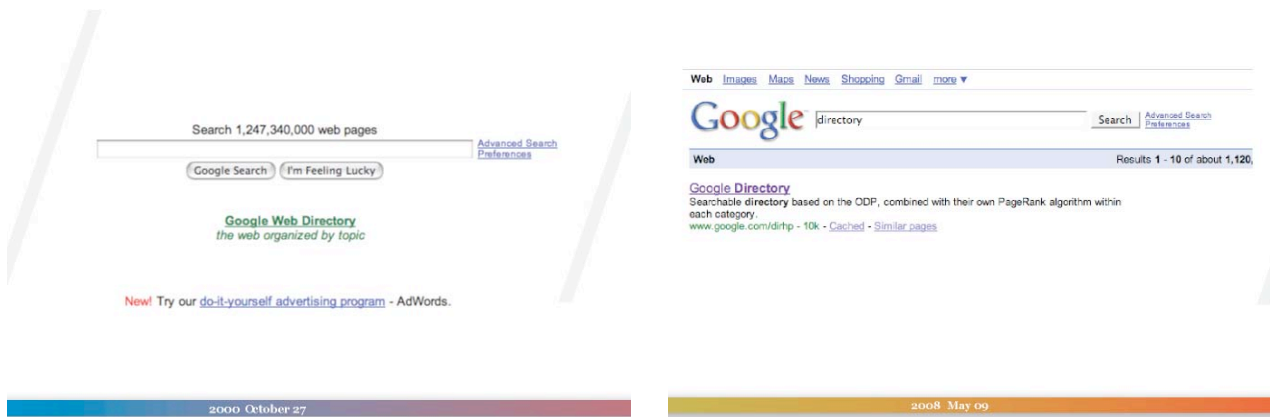 Search 1,247,340,000 web pages
Advanced Search
Preferences
Google Search I'm Feeling Lucky
Google Web Directory
the web organized by topic
New! Try our do-it-yourself advertising program - AdWords.
2000 October 27
Web Images Maps News Shopping Gmail more ▼
Google directory Search Advanced Search
Preferences
Web Results 1 - 10 of about 1,120,
Google Directory
Searchable directory based on the ODP, combined with their own PageRank algorithm within
each category.
www.google.com/dirhp - 10k - Cached - Similar pages
2008 May 09